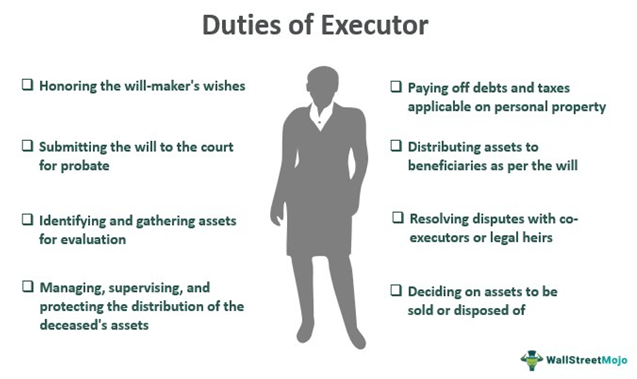 Duties of Executor
❑ Honoring the will-maker's wishes
❑ Submitting the will to the court
for probate
❑ Identifying and gathering assets
for evaluation
❑ Managing, supervising, and
protecting the distribution of the
deceased's assets
❑ Paying off debts and taxes
applicable on personal property
❑ Distributing assets to
beneficiaries as per the will
❑ Resolving disputes with co-
executors or legal heirs
❑ Deciding on assets to be
sold or disposed of
WallStreetMojo